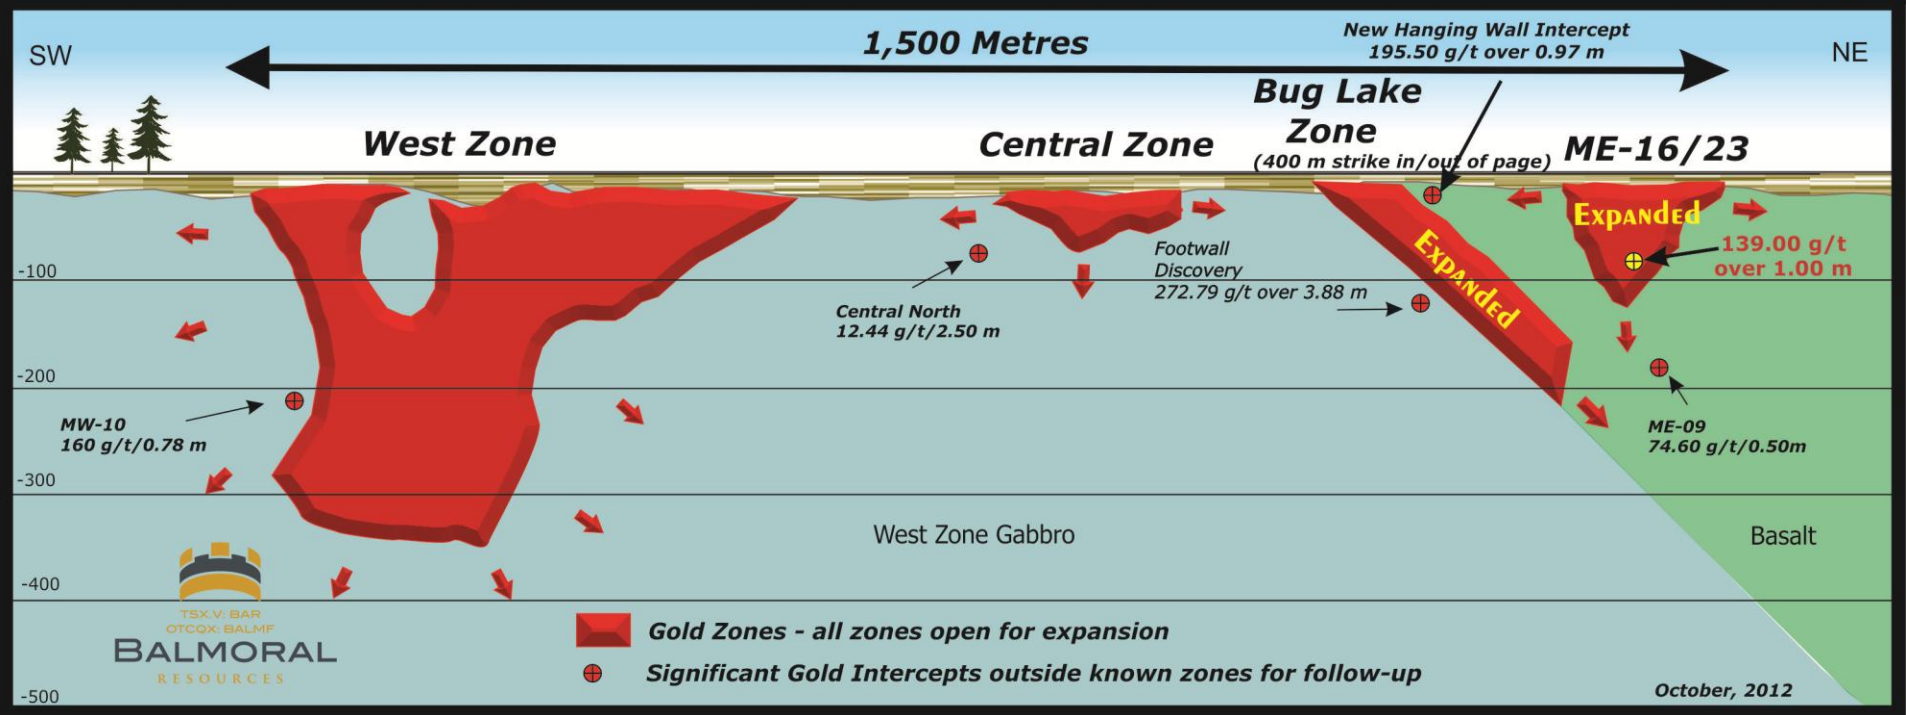 SW
1,500 Metres
New Hanging Wall Intercept
195.50 g/t over 0.97 m
NE
West Zone
Central Zone
Bug Lake
Zone
(400 m strike in/out of page)
ME-16/23
Expanded
Expanded
139.00 g/t
over 1.00 m
Footwall
Discovery
272.79 g/t over 3.88 m
Central North
12.44 g/t/2.50 m
MW-10
160 g/t/0.78 m
ME-09
74.60 g/t/0.50m
-100
-200
-300
-400
-500
West Zone Gabbro
Basalt
TSX.V: BAR
OTCQX: BALMF
BALMORAL
RESOURCES
Gold Zones - all zones open for expansion
Significant Gold Intercepts outside known zones for follow-up
October, 2012